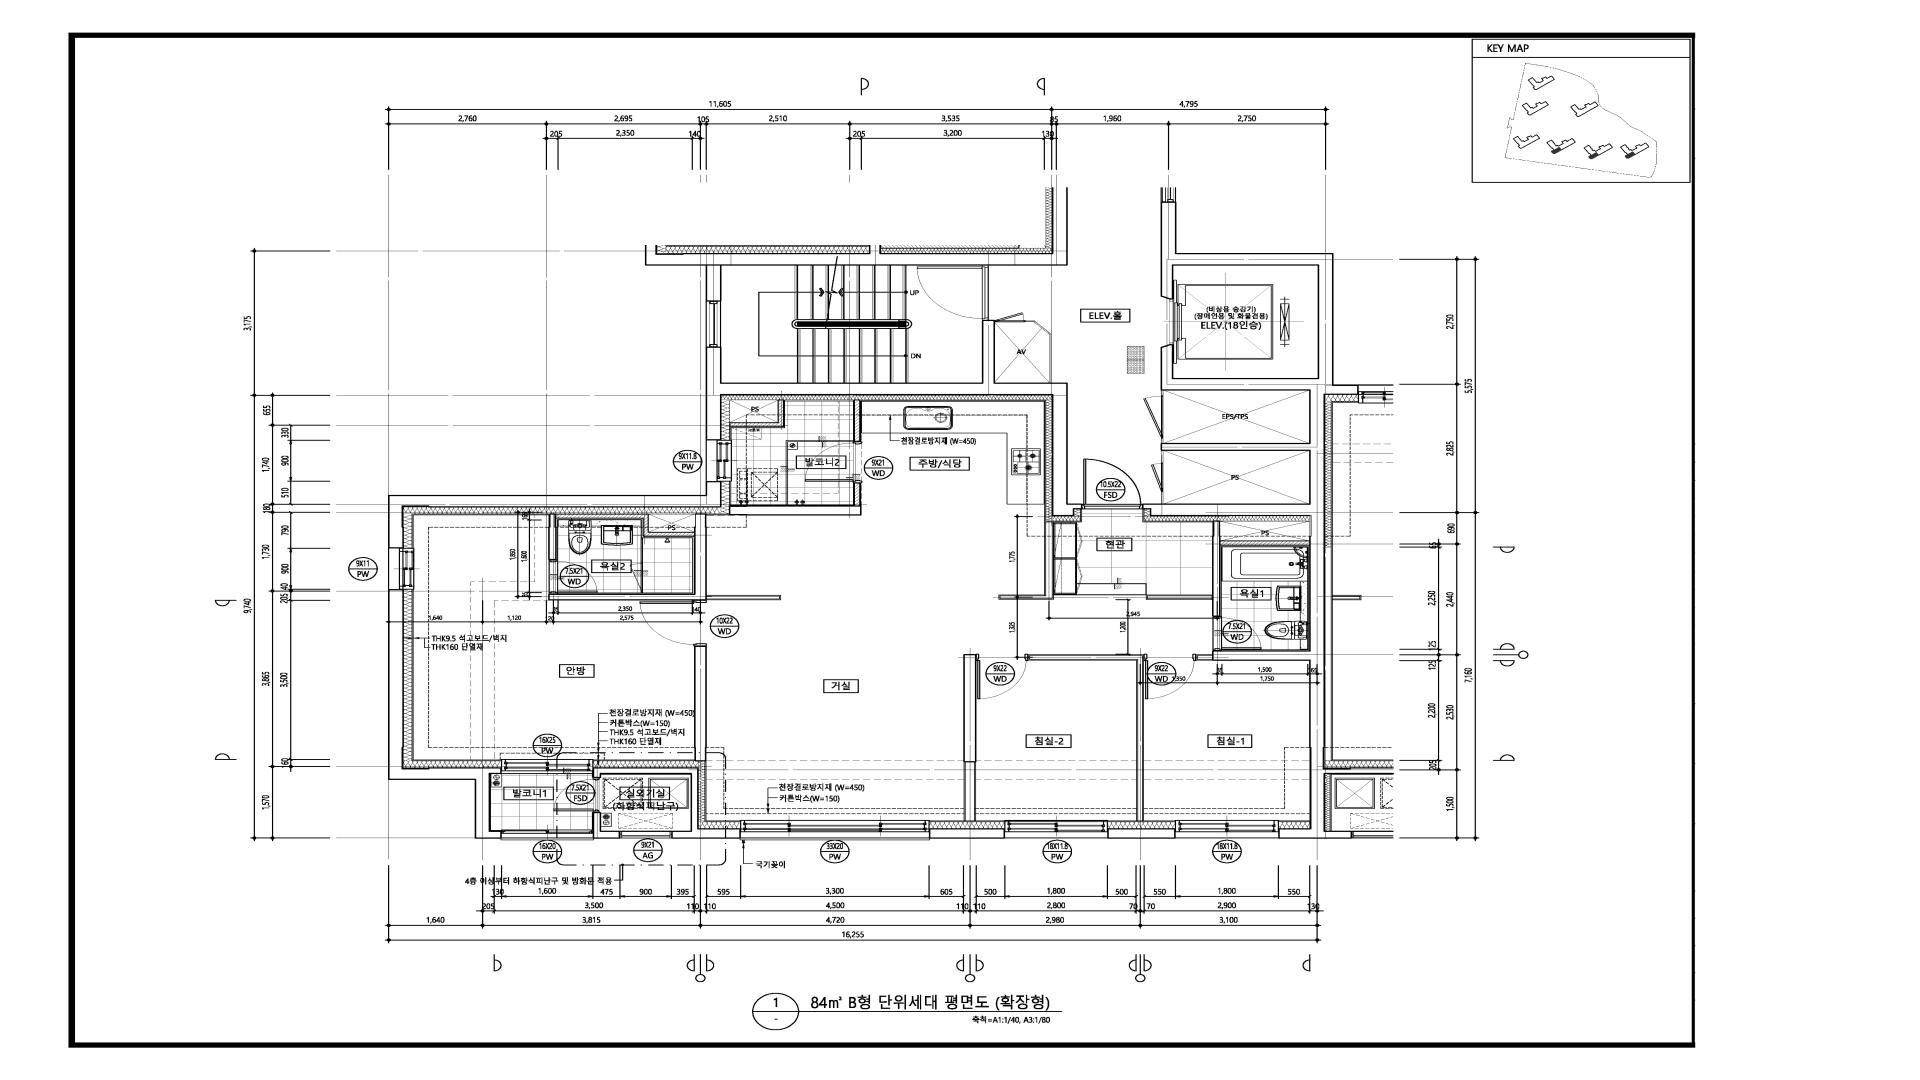 KEY MAP
11,605
4,795
2,760
2,695
105
2,510
3,535
85
1,960
2,750
205
2,350
140
205
3,200
130
UP
DN
AV
ELEV.홀
(비상용 승강기)
(장애인용 및 화물겸용)
ELEV.(18인승)
EPS/TPS
PS
3,175
9,740
655
1,740
180
1,730
205
3,865
1,570
330
900
510
790
900
140
3,500
160
2,750
2,825
5,575
690
2,440
2,530
1,500
7,160
65
2,250
125
125
2,200
205
PS
천장결로방지재 (W=450)
발코니2
주방/식당
9X11.8
PW
9X21
WD
10.5X22
FSD
PS
현관
PS
욕실2
7.5X21
WD
9X11
PW
욕실1
7.5X21
WD
1,850
1,800
1,775
1,325
1,200
2,945
1,640
1,120
20
2,350
140
2,575
10X22
WD
THK9.5 석고보드/벽지
THK160 단열재
안방
거실
9X22
WD
9X22
WD
1,350
1,500
65
1,750
천장결로방지재 (W=450)
커튼박스(W=150)
THK9.5 석고보드/벽지
THK160 단열재
16X25
PW
침실-2
침실-1
발코니1
7.5X21
FSD
실외기실
(하향식피난구)
천장결로방지재 (W=450)
커튼박스(W=150)
16X20
PW
9X21
AG
국기꽂이
33X20
PW
18X11.8
PW
18X11.8
PW
4층 이상부터 하향식피난구 및 방화문 적용
130
1,600
475
900
395
595
3,300
605
500
1,800
500
550
1,800
550
205
3,500
110
110
4,500
110
110
2,800
70
70
2,900
130
1,640
3,815
4,720
2,980
3,100
16,255
1
-
84㎡ B형 단위세대 평면도 (확장형)
축척=A1:1/40, A3:1/80